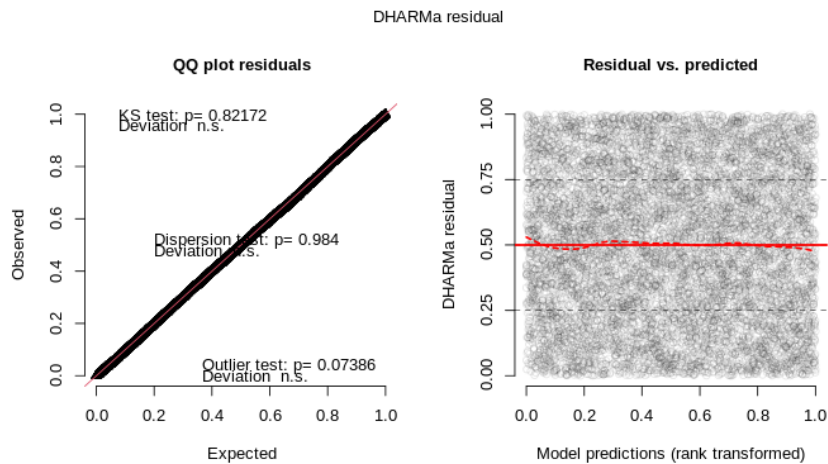 DHARMa residual
QQ plot residuals
KS test: p= 0.82172
Deviation n.s.
Dispersion test: p= 0.984
Deviation n.s.
Outlier test: p= 0.07386
Deviation n.s.
Observed
0.0 0.2 0.4 0.6 0.8 1.0
0.0 0.2 0.4 0.6 0.8 1.0
Expected
Residual vs. predicted
DHARMa residual
0.00 0.25 0.50 0.75 1.00
0.0 0.2 0.4 0.6 0.8 1.0
Model predictions (rank transformed)